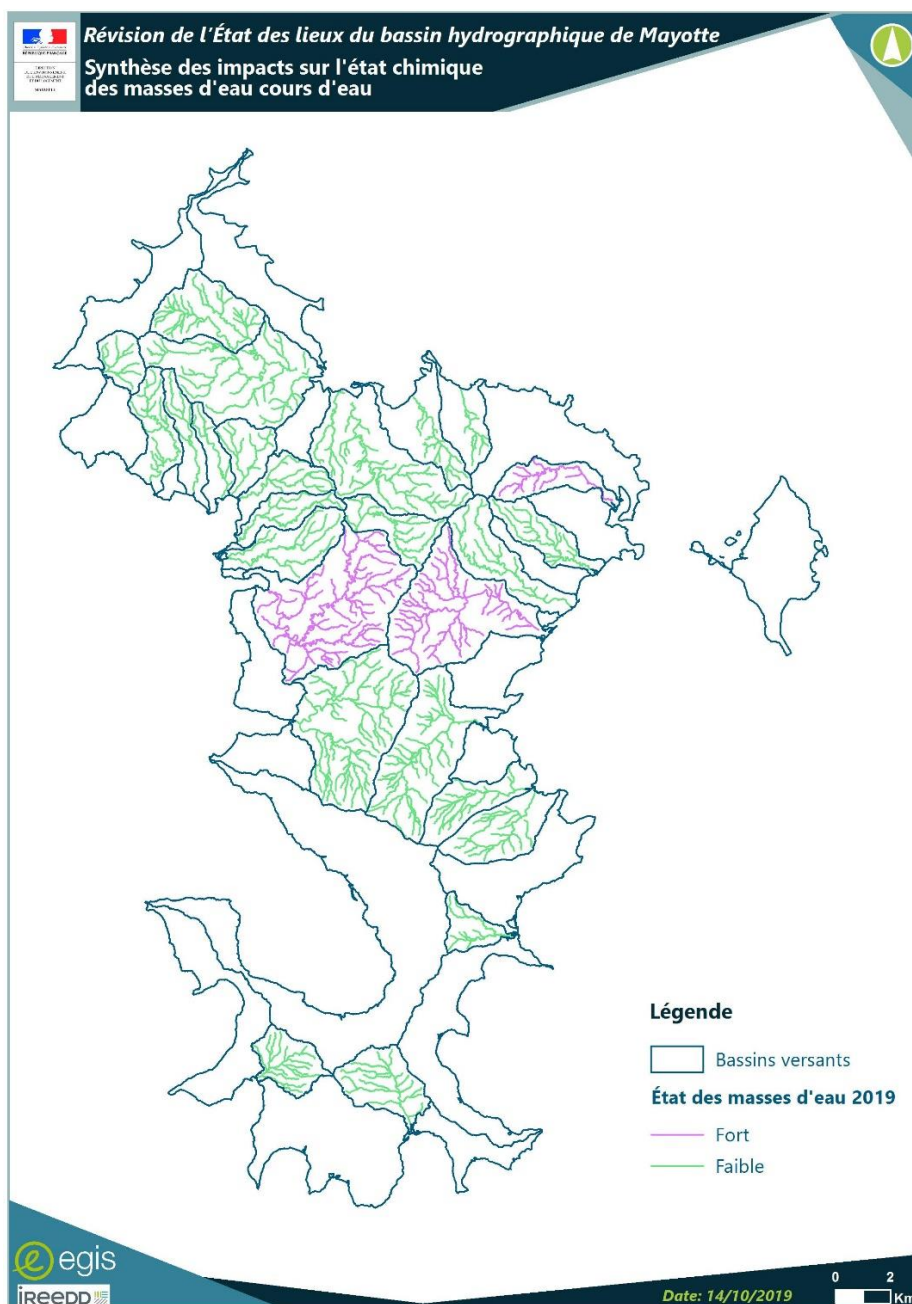 Révision de l'État des lieux du bassin hydrographique de Mayotte
Synthèse des impacts sur l'état chimique
des masses d'eau cours d'eau
Légende
Bassins versants
État des masses d'eau 2019
Fort
Faible
egis
iREEDD
Date: 14/10/2019
0 2
Km